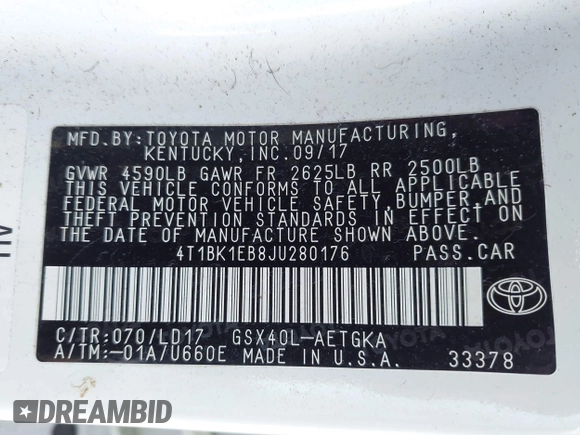 MFD.BY:TOYOTA MOTOR MANUFACTURING,
KENTUCKY,INC.09/17
GVWR 4590LB GAWR FR 2625LB RR 2500LB
THIS VEHICLE CONFORMS TO ALL APPLICABLE
FEDERAL MOTOR VEHICLE SAFETY,BUMPER,AND
THEFT PREVENTION STANDARDS IN EFFECT ON
THE DATE OF MANUFACTURE SHOWN ABOVE.
4T1BK1EB8JU280176 PASS.CAR
C/TR:070/LD17 GSX40L-AETGKA
A/TM:-01A/U660E MADE IN U.S.A. 33378
DREAMBID